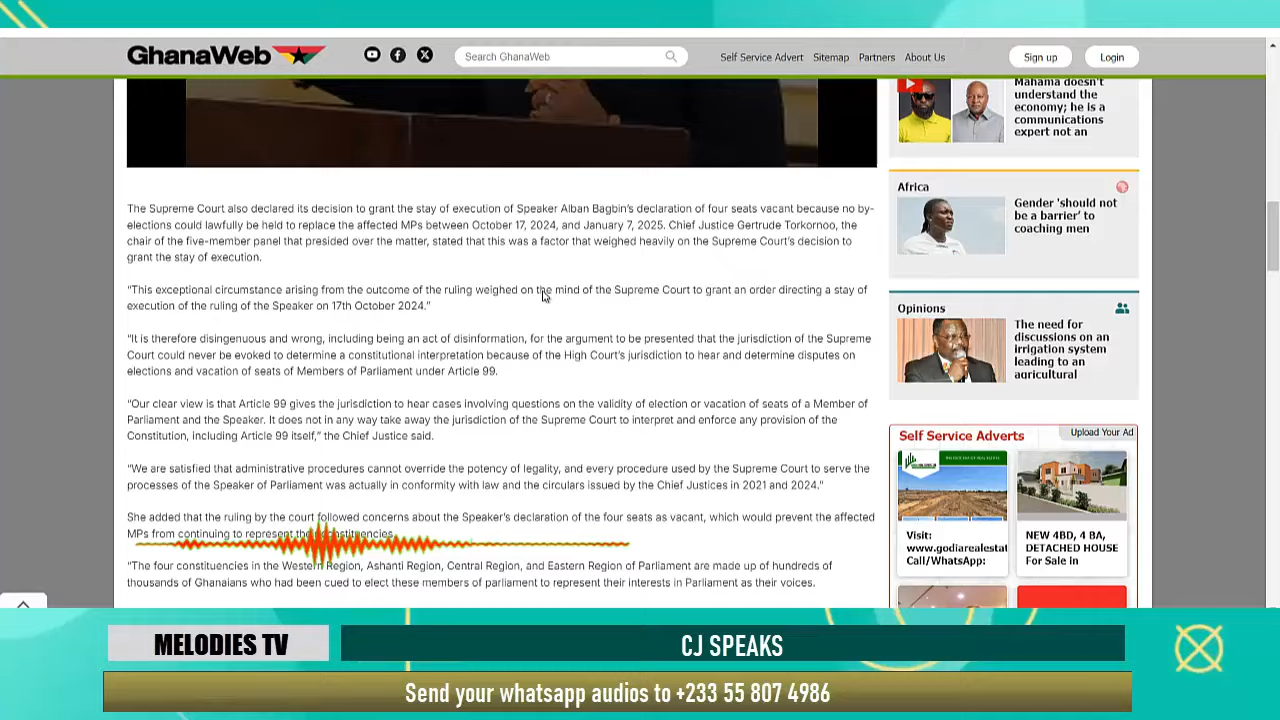 GhanaWeb
Search GhanaWeb
Self Service Advert Sitemap Partners About Us
Sign up
Login
The Supreme Court also declared its decision to grant the stay of execution of Speaker Alban Bagbin's declaration of four seats vacant because no by-
elections could lawfully be held to replace the affected MPs between October 17, 2024, and January 7, 2025. Chief Justice Gertrude Torkornoo, the
chair of the five-member panel that presided over the matter, stated that this was a factor that weighed heavily on the Supreme Court's decision to
grant the stay of execution.
"This exceptional circumstance arising from the outcome of the ruling weighed on the mind of the Supreme Court to grant an order directing a stay of
execution of the ruling of the Speaker on 17th October 2024."
"It is therefore disingenuous and wrong, including being an act of disinformation, for the argument to be presented that the jurisdiction of the Supreme
Court could never be evoked to determine a constitutional interpretation because of the High Court's jurisdiction to hear and determine disputes on
elections and vacation of seats of Members of Parliament under Article 99.
"Our clear view is that Article 99 gives the jurisdiction to hear cases involving questions on the validity of election or vacation of seats of a Member of
Parliament and the Speaker. It does not in any way take away the jurisdiction of the Supreme Court to interpret and enforce any provision of the
Constitution, including Article 99 itself," the Chief Justice said.
"We are satisfied that administrative procedures cannot override the potency of legality, and every procedure used by the Supreme Court to serve the
processes of the Speaker of Parliament was actually in conformity with law and the circulars issued by the Chief Justices in 2021 and 2024."
She added that the ruling by the court followed concerns about the Speaker's declaration of the four seats as vacant, which would prevent the affected
MPs from continuing to represent their constituencies.
"The four constituencies in the Western Region, Ashanti Region, Central Region, and Eastern Region of Parliament are made up of hundreds of
thousands of Ghanaians who had been cued to elect these members of parliament to represent their interests in Parliament as their voices.
Mahama doesn't
understand the
economy; he is a
communications
expert not an
Africa
Gender 'should not
be a barrier' to
coaching men
Opinions
The need for
discussions on an
irrigation system
leading to an
agricultural
Self Service Adverts
Upload Your Ad
Visit:
www.godiarealestat
Call/WhatsApp:
NEW 4BD, 4 BA,
DETACHED HOUSE
For Sale in
MELODIES TV
CJ SPEAKS
Send your whatsapp audios to +233 55 807 4986